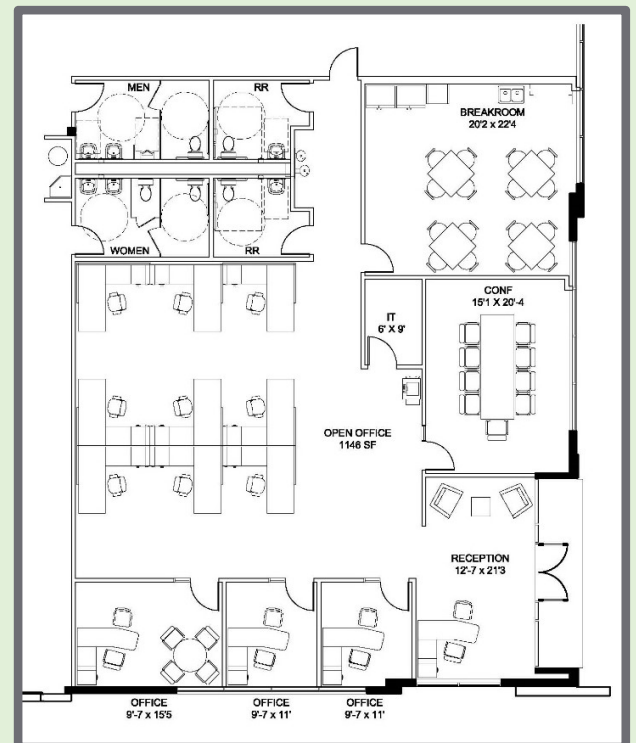 MEN
RR
BREAKROOM
20'2 x 22'4
WOMEN
RR
CONF
15'1 X 20'-4
IT
6' X 9'
OPEN OFFICE
1146 SF
RECEPTION
12'-7 x 21'3
OFFICE
9'-7 x 15'5
OFFICE
9'-7 x 11'
OFFICE
9'-7 x 11'